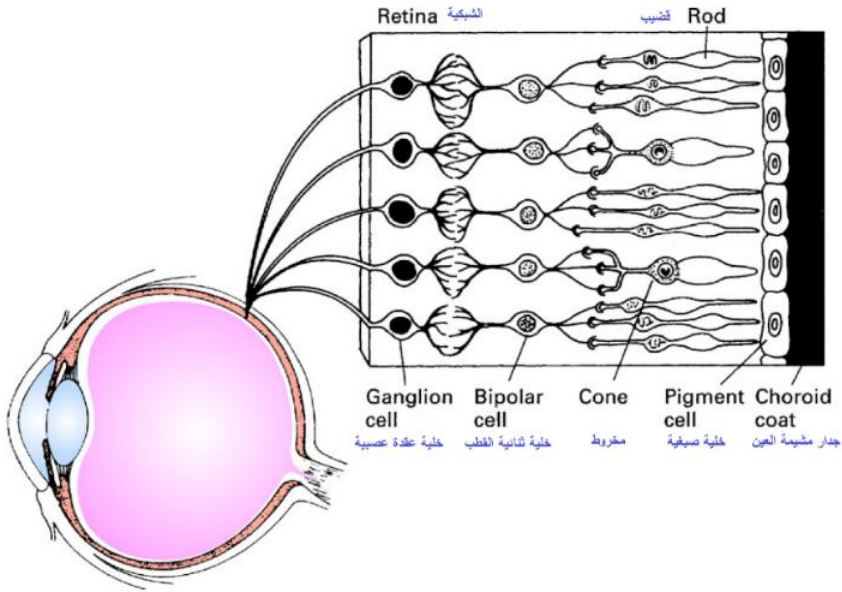 Retina الشبكية قضيب Rod
Ganglion Bipolar Cone Pigment Choroid
cell cell cell coat
خلية عقدة عصبية خلية ثنائية القطب مخروط خلية صبغية جدار مشيمة العين